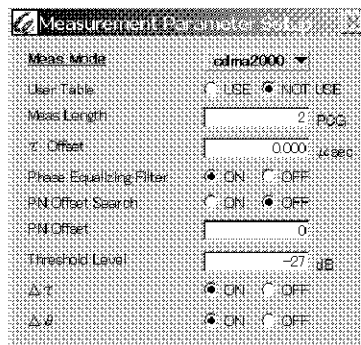 Measurement Parameter Setup
Meas Mode cdma2000
User Table USE NOT USE
Meas Length 2 PCG
τ Offset 0.000 μsec
Phase Equalizing Filter ON OFF
PN Offset Search ON OFF
PN Offset 0
Threshold Level -27 dB
Δτ ON OFF
Δθ ON OFF